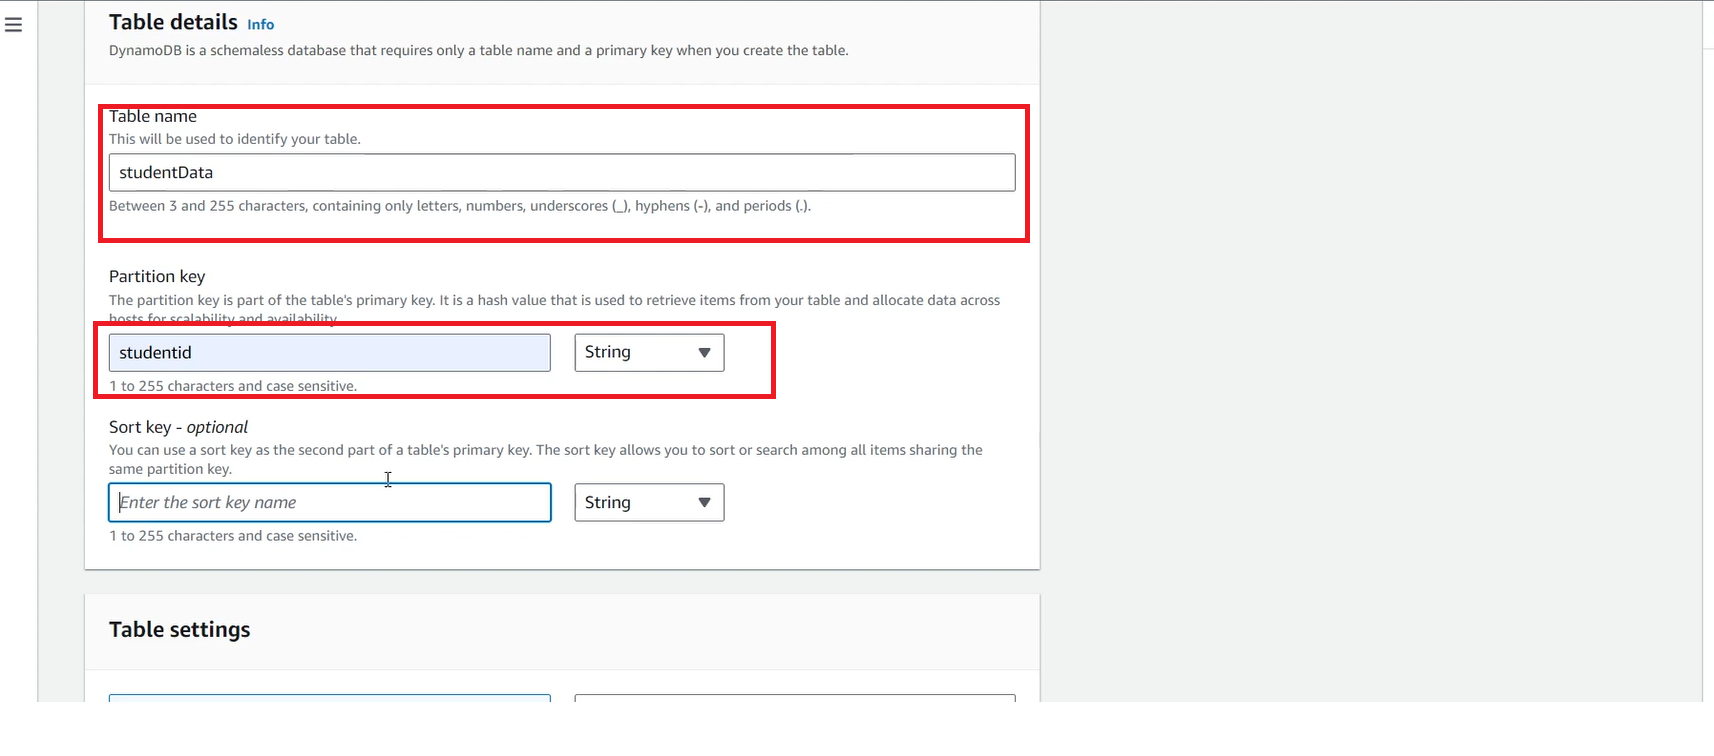 Table details Info
DynamoDB is a schemaless database that requires only a table name and a primary key when you create the table.
Table name
This will be used to identify your table.
studentData
Between 3 and 255 characters, containing only letters, numbers, underscores (_), hyphens (-), and periods (.).
Partition key
The partition key is part of the table's primary key. It is a hash value that is used to retrieve items from your table and allocate data across
hosts for scalability and availability.
studentid String
1 to 255 characters and case sensitive.
Sort key - optional
You can use a sort key as the second part of a table's primary key. The sort key allows you to sort or search among all items sharing the
same partition key.
Enter the sort key name String
1 to 255 characters and case sensitive.
Table settings